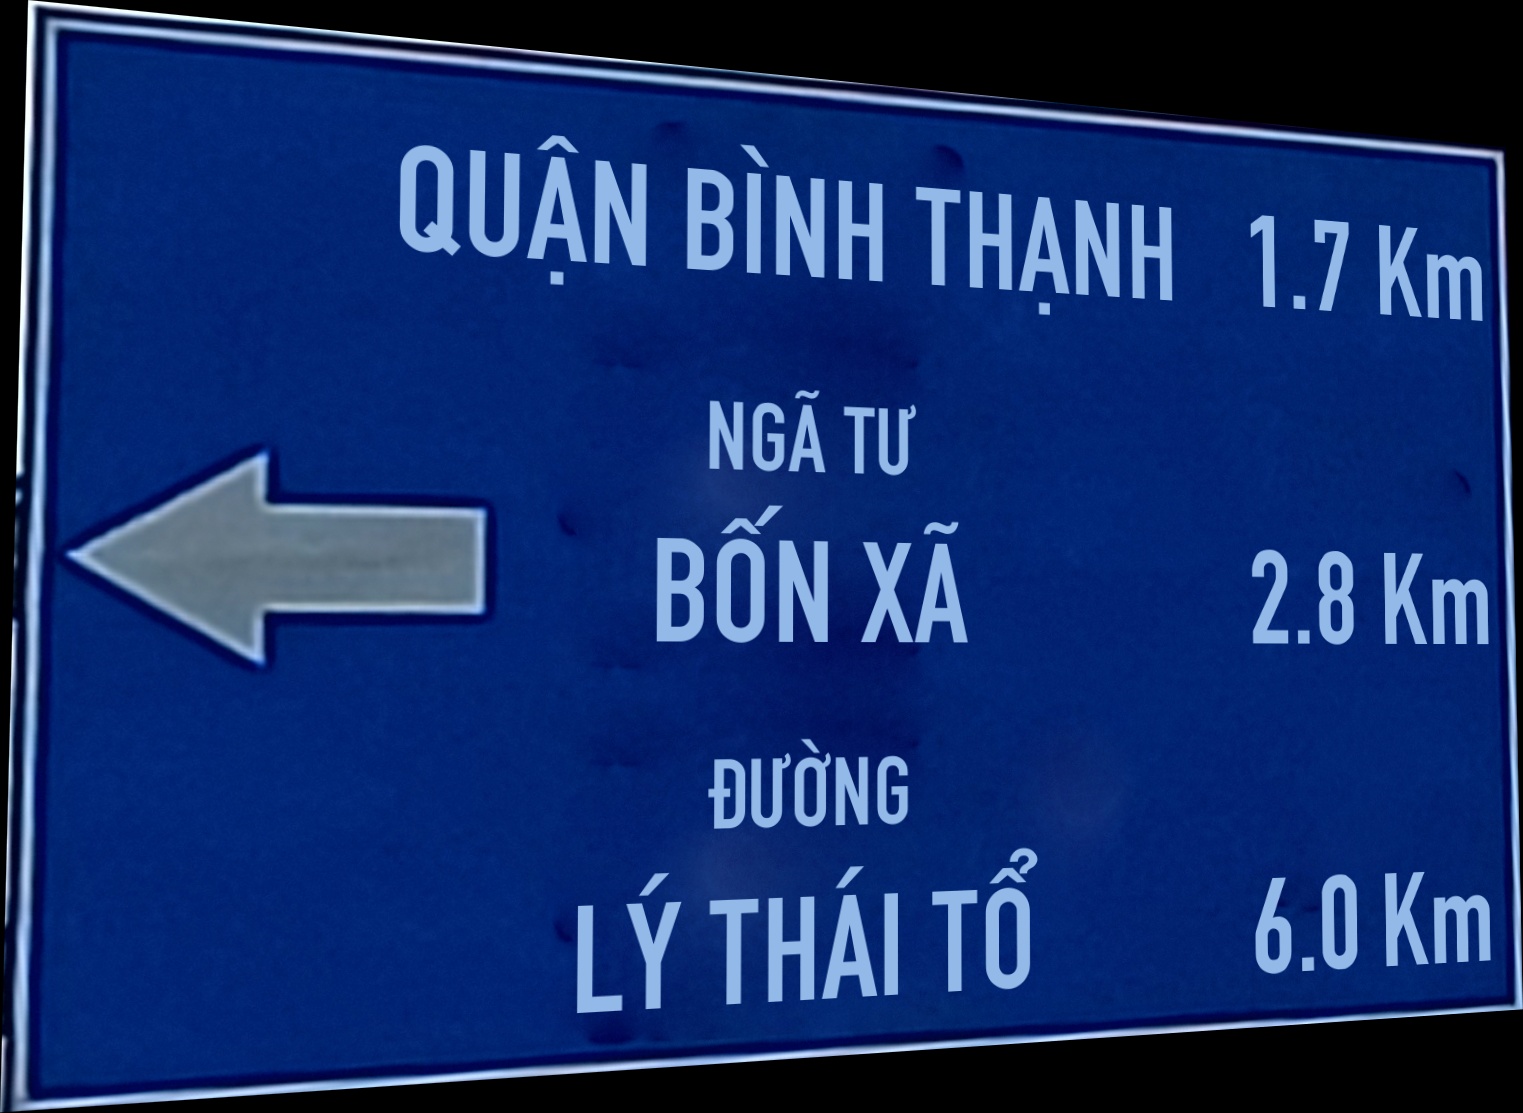 QUẬN BÌNH THẠNH 1.7 Km
NGÃ TƯ
BỐN XÃ 2.8 Km
ĐƯỜNG
LÝ THÁI TỔ 6.0 Km